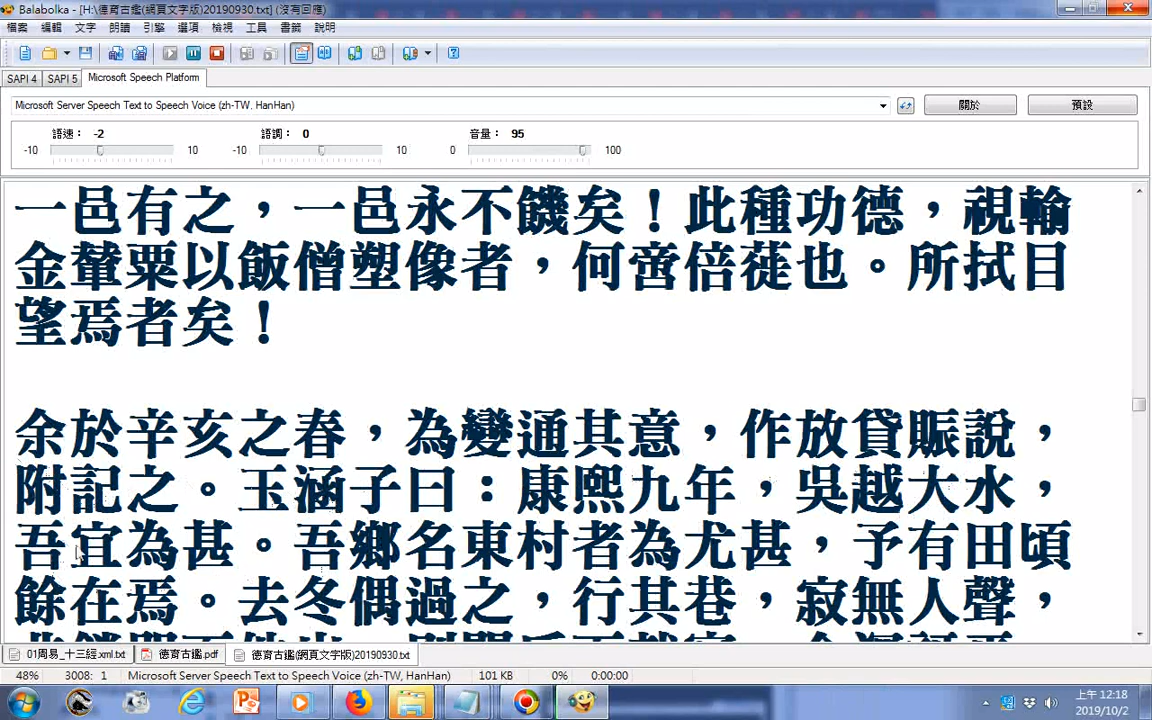 Balabolka - [H:\德育古鑑(網頁文字版)20190930.txt] (沒有回應)
檔案 編輯 文字 朗讀 引擎 選項 檢視 工具 書籤 說明
SAPI 4 SAPI 5 Microsoft Speech Platform
Microsoft Server Speech Text to Speech Voice (zh-TW, HanHan) 關於 預設
語速： -2 語調： 0 音量： 95
-10 10 -10 10 0 100
一邑有之，一邑永不饑矣！此種功德，視輸
金輦粟以飯僧塑像者，何啻倍蓰也。所拭目
望焉者矣！
余於辛亥之春，為變通其意，作放貸賑說，
附記之。玉涵子曰：康熙九年，吳越大水，
吾宜為甚。吾鄉名東村者為尤甚，予有田頃
餘在焉。去冬偶過之，行其巷，寂無人聲，
01周易_十三經.xml.txt 德育古鑑.pdf 德育古鑑(網頁文字版)20190930.txt
48% 3008: 1 Microsoft Server Speech Text to Speech Voice (zh-TW, HanHan) 101 KB 0% 0:00:00
上午 12:18
2019/10/2